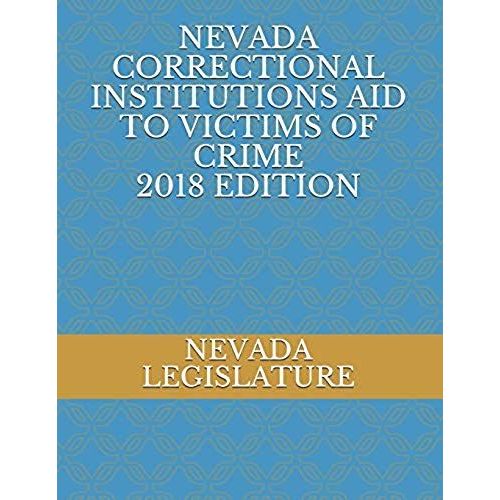 NEVADA
CORRECTIONAL
INSTITUTIONS AID
TO VICTIMS OF
CRIME
2018 EDITION
NEVADA
LEGISLATURE